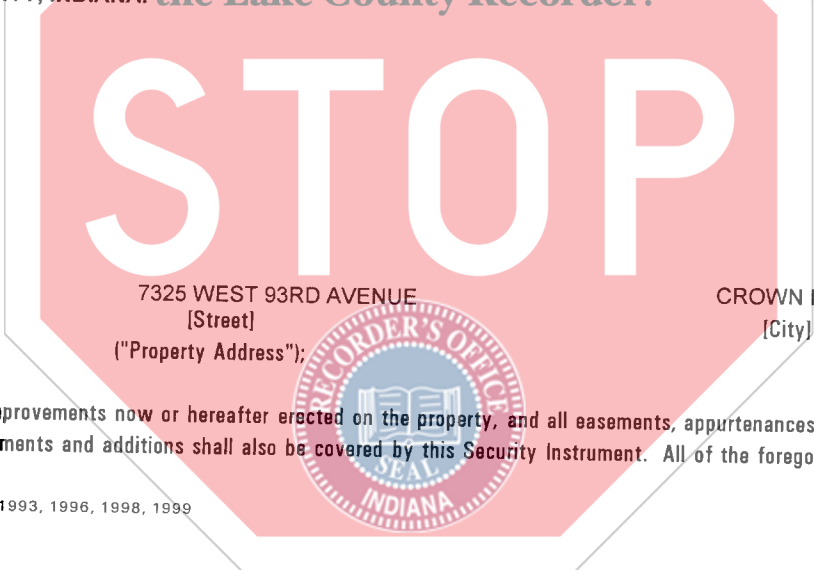 INDIANA. the Lake County Recorder!
STOP
7325 WEST 93RD AVENUE CROWN
[Street] [City]
("Property Address");
provements now or hereafter erected on the property, and all easements, appurtenances
ments and additions shall also be covered by this Security Instrument. All of the forego
1993, 1996, 1998, 1999
RECORDER'S OFFICE
SEAL
INDIANA